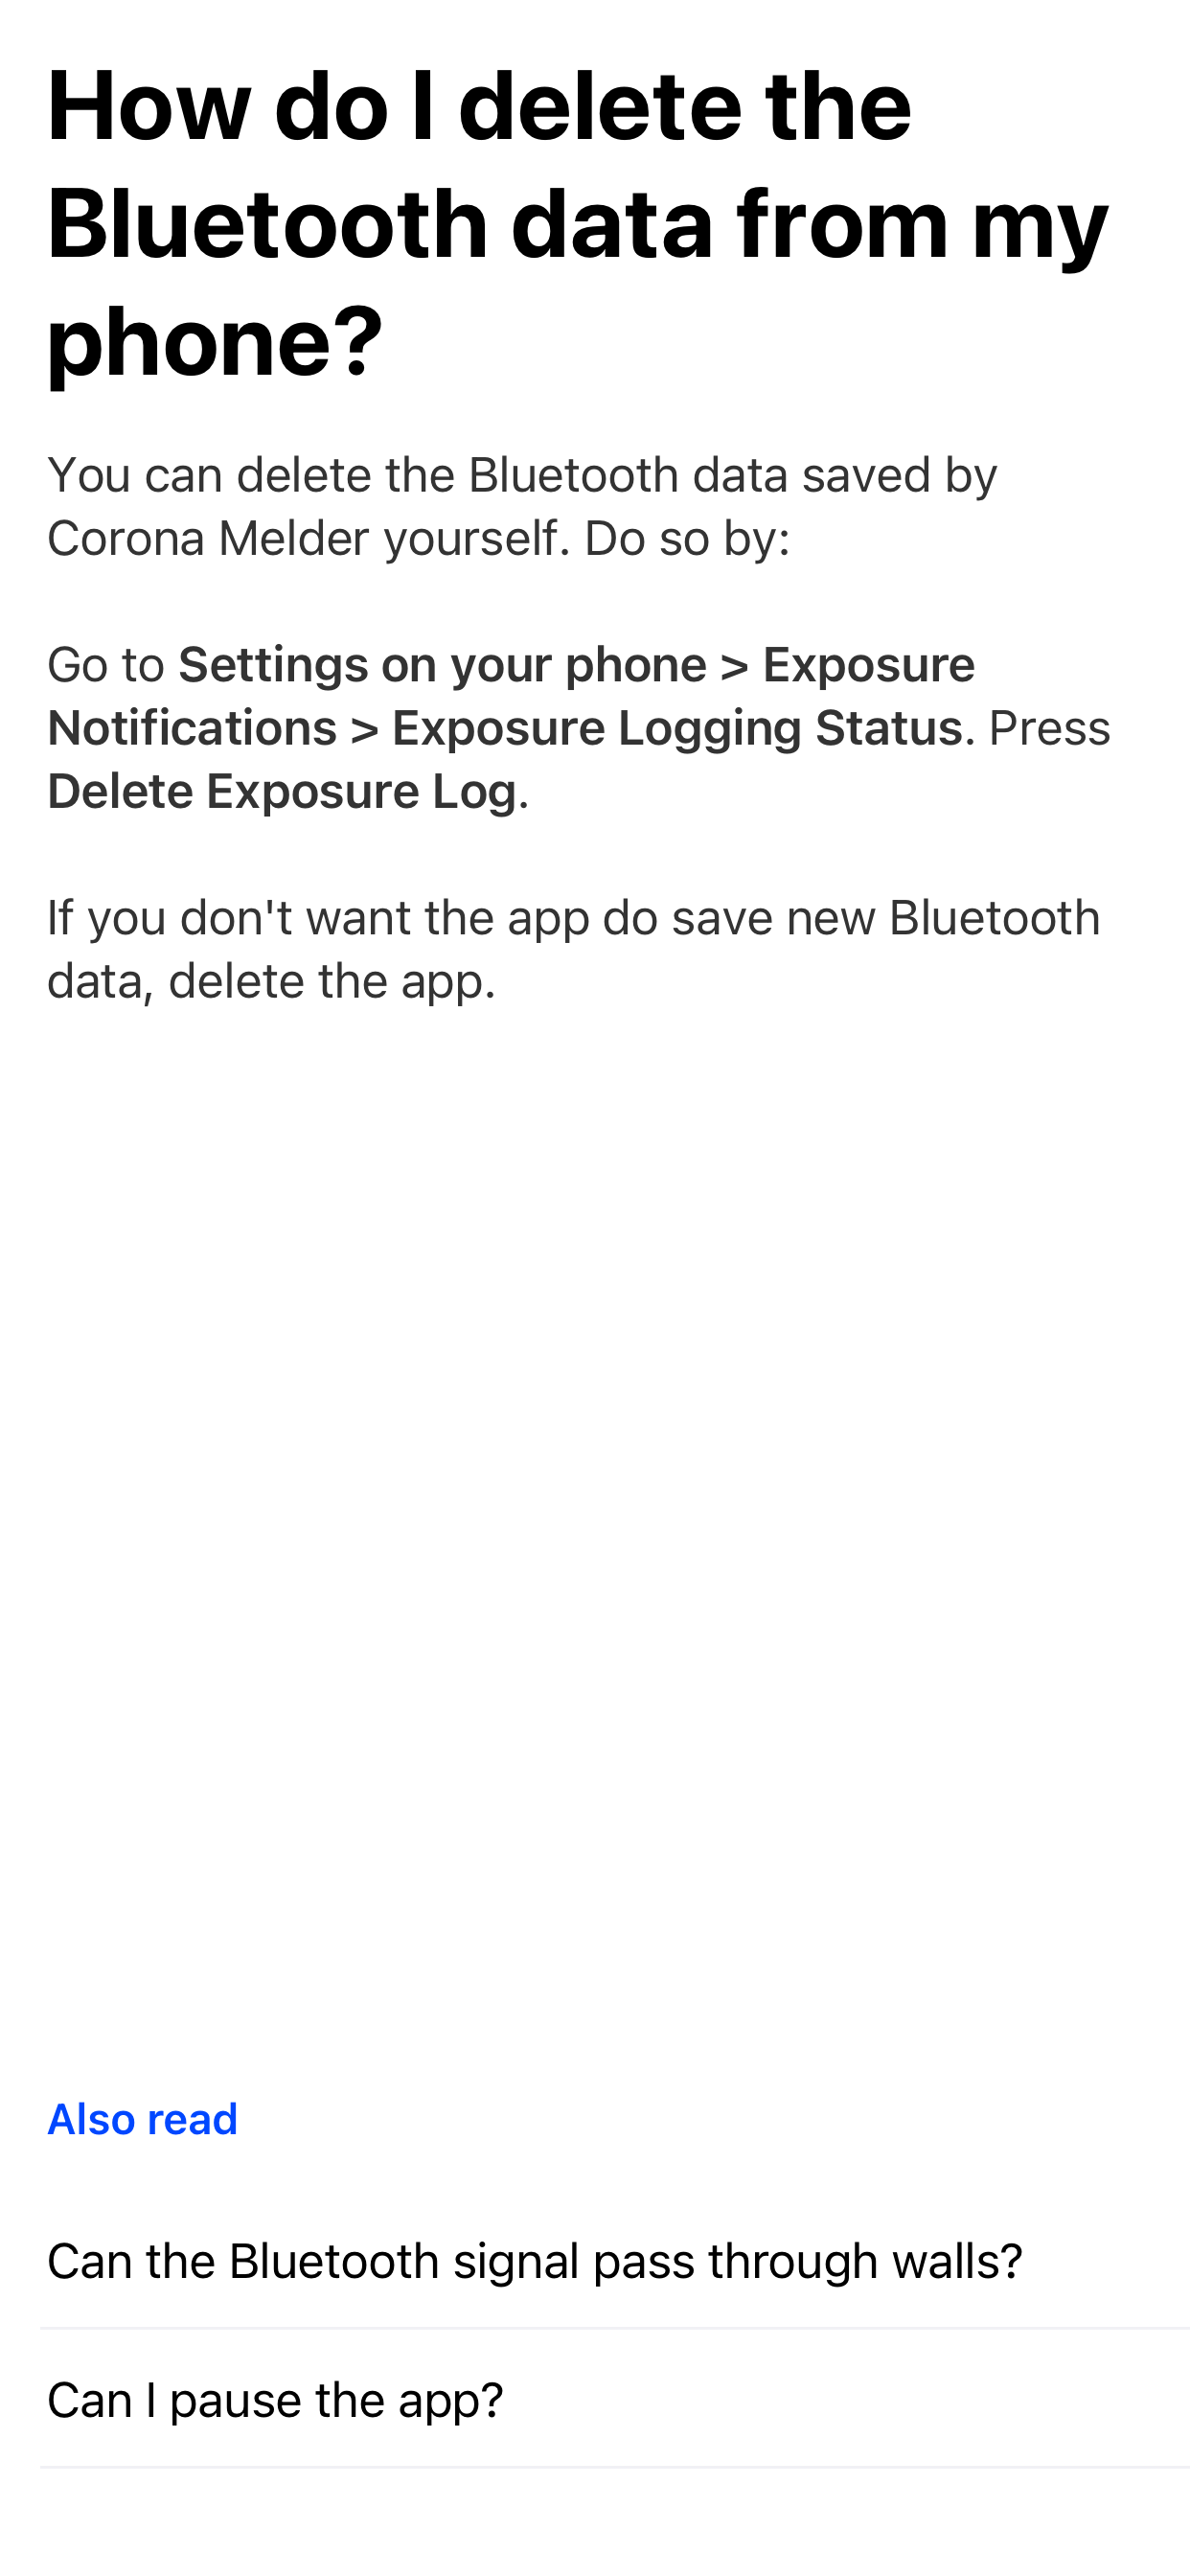 How do I delete the
Bluetooth data from my
phone?
You can delete the Bluetooth data saved by
Corona Melder yourself. Do so by:
Go to Settings on your phone > Exposure
Notifications > Exposure Logging Status. Press
Delete Exposure Log.
If you don't want the app do save new Bluetooth
data, delete the app.
Also read
Can the Bluetooth signal pass through walls?
Can I pause the app?